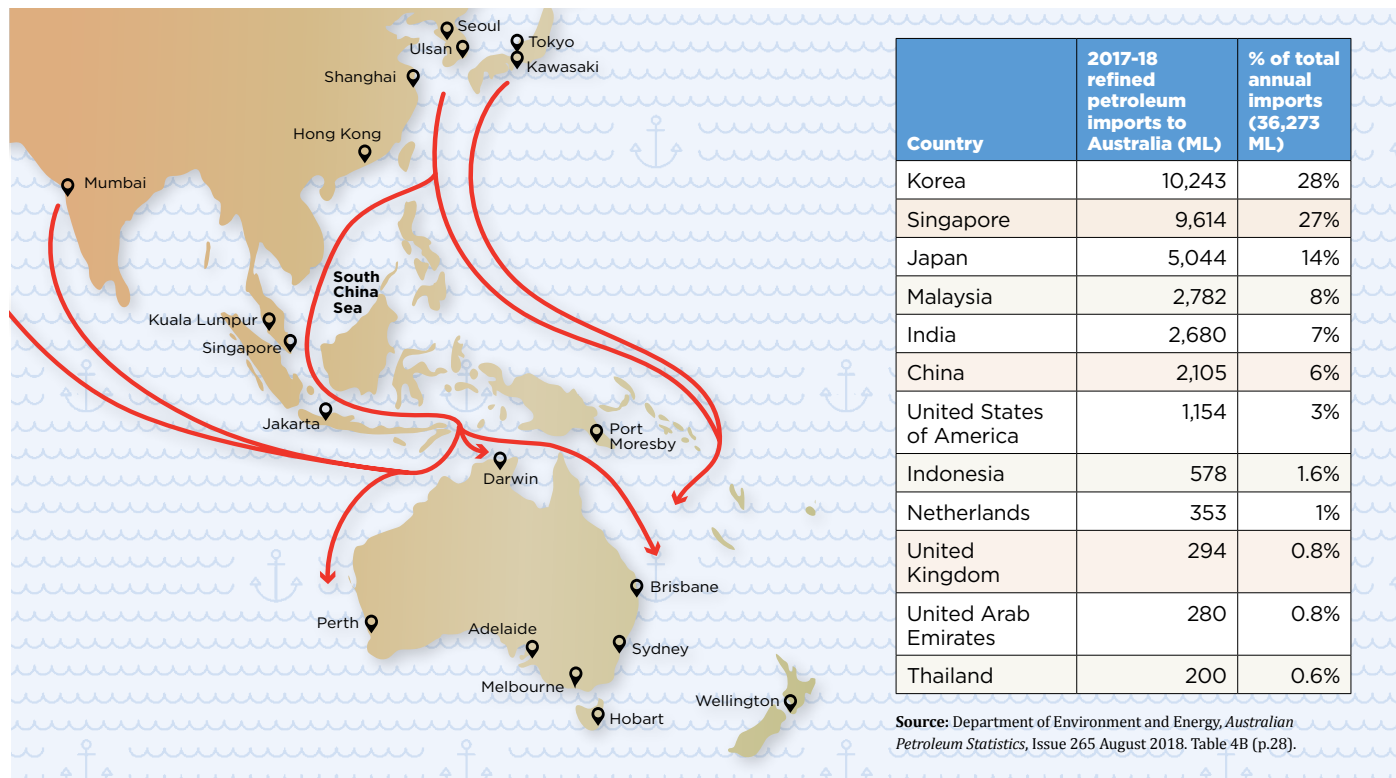 Seoul
Ulsan
Tokyo
Kawasaki
Shanghai
Hong Kong
Mumbai
South
China
Sea
Kuala Lumpur
Singapore
Jakarta
Port
Moresby
Darwin
Brisbane
Perth
Adelaide
Sydney
Melbourne
Wellington
Hobart
Country
2017-18
refined
petroleum
imports to
Australia (ML)
% of total
annual
imports
(36,273
ML)
Korea 10,243 28%
Singapore 9,614 27%
Japan 5,044 14%
Malaysia 2,782 8%
India 2,680 7%
China 2,105 6%
United States
of America 1,154 3%
Indonesia 578 1.6%
Netherlands 353 1%
United
Kingdom 294 0.8%
United Arab
Emirates 280 0.8%
Thailand 200 0.6%
Source: Department of Environment and Energy, Australian
Petroleum Statistics, Issue 265 August 2018. Table 4B (p.28).